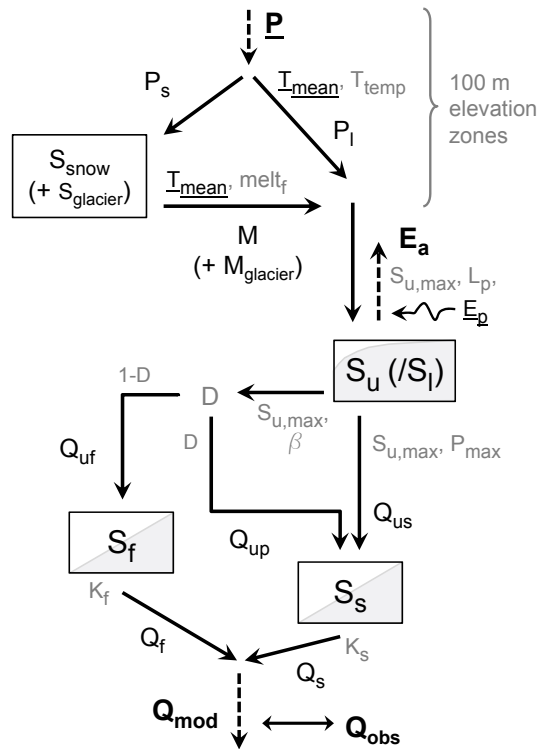 P
P_s
T_mean, T_temp
100 m
elevation
zones
P_l
S_snow
(+ S_glacier)
T_mean, melt_f
M
(+ M_glacier)
E_a
S_u,max, L_p,
E_p
S_u (/S_l)
1-D
D
S_u,max,
β
D
S_u,max, P_max
Q_uf
Q_up
Q_us
S_f
S_s
K_f
Q_f
K_s
Q_s
Q_mod
Q_obs